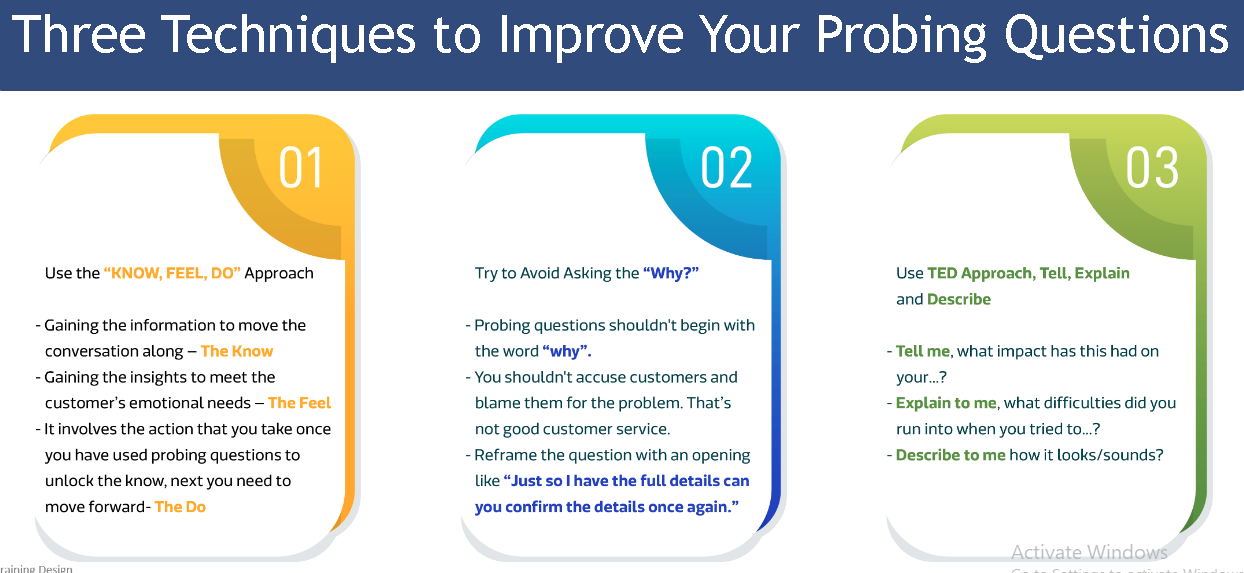 Three Techniques to Improve Your Probing Questions
01
Use the “KNOW, FEEL, DO” Approach
- Gaining the information to move the
conversation along – The Know
- Gaining the insights to meet the
customer’s emotional needs – The Feel
- It involves the action that you take once
you have used probing questions to
unlock the know, next you need to
move forward- The Do
02
Try to Avoid Asking the “Why?”
- Probing questions shouldn't begin with
the word “why”.
- You shouldn't accuse customers and
blame them for the problem. That’s
not good customer service.
- Reframe the question with an opening
like “Just so I have the full details can
you confirm the details once again.”
03
Use TED Approach, Tell, Explain
and Describe
- Tell me, what impact has this had on
your...?
- Explain to me, what difficulties did you
run into when you tried to...?
- Describe to me how it looks/sounds?
Activate Windows
Go to Settings to activate Windows
raining Design